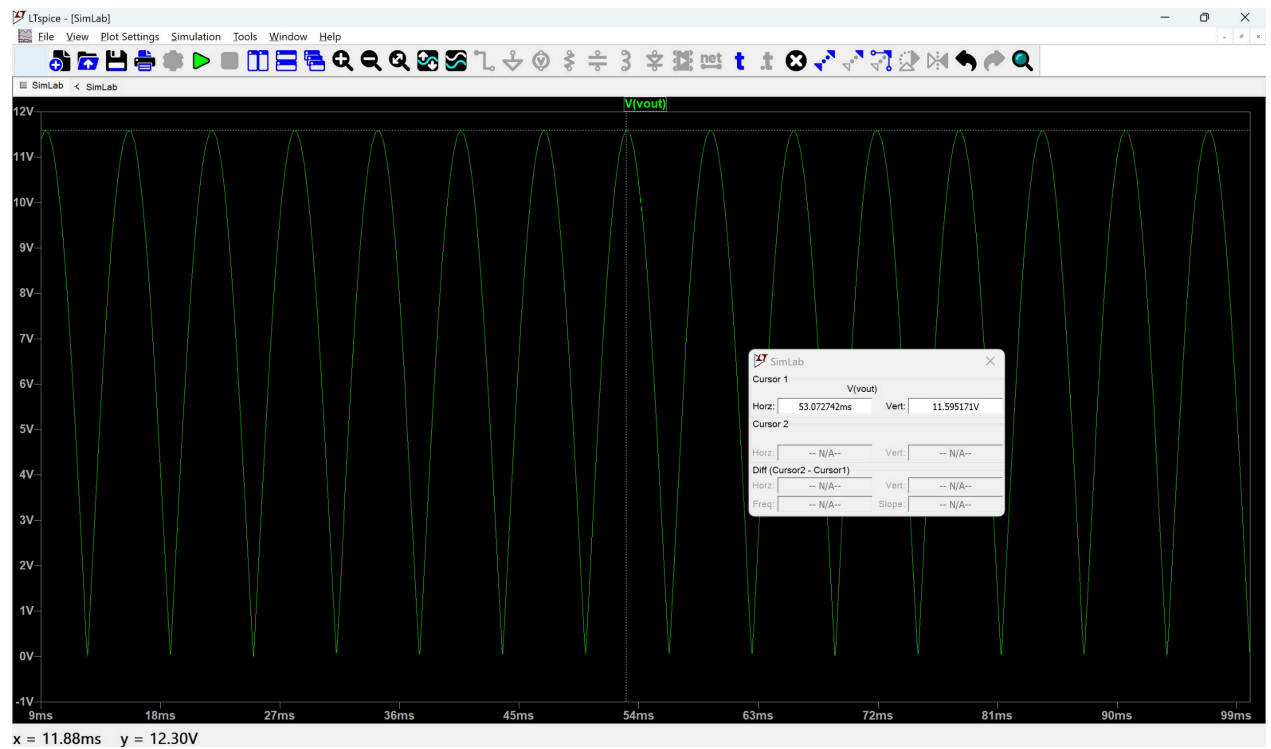 LTspice - [SimLab]
File View Plot Settings Simulation Tools Window Help
net t t
SimLab SimLab
V(vout)
12V
11V
10V
9V
8V
7V
6V
5V
4V
3V
2V
1V
0V
-1V
9ms 18ms 27ms 36ms 45ms 54ms 63ms 72ms 81ms 90ms 99ms
SimLab
Cursor 1
V(vout)
Horz: 53.072742ms Vert: 11.595171V
Cursor 2
Horz: -- N/A-- Vert: -- N/A--
Diff (Cursor2 - Cursor1)
Horz: -- N/A-- Vert: -- N/A--
Freq: -- N/A-- Slope: -- N/A--
x = 11.88ms y = 12.30V